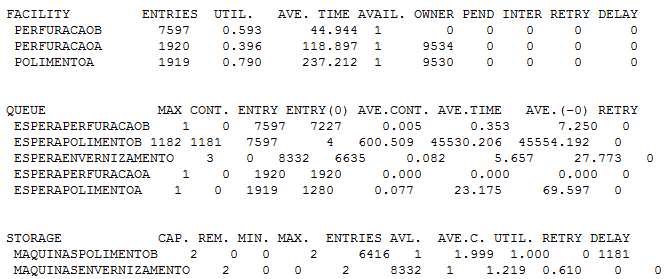 FACILITY ENTRIES UTIL. AVE. TIME AVAIL. OWNER PEND INTER RETRY DELAY
PERFURACAOB 7597 0.593 44.944 1 0 0 0 0 0
PERFURACAOA 1920 0.396 118.897 1 9534 0 0 0 0
POLIMENTOA 1919 0.790 237.212 1 9530 0 0 0 0
QUEUE MAX CONT. ENTRY ENTRY(0) AVE.CONT. AVE.TIME AVE.(-0) RETRY
ESPERAPERFURACAOB 1 0 7597 7227 0.005 0.353 7.250 0
ESPERAPOLIMENTOB 1182 1181 7597 4 600.509 45530.206 45554.192 0
ESPERAENVERNIZAMENTO 3 0 8332 6635 0.082 5.657 27.773 0
ESPERAPERFURACAOA 1 0 1920 1920 0.000 0.000 0.000 0
ESPERAPOLIMENTOA 1 0 1919 1280 0.077 23.175 69.597 0
STORAGE CAP. REM. MIN. MAX. ENTRIES AVL. AVE.C. UTIL. RETRY DELAY
MAQUINASPOLIMENTOB 2 0 0 2 6416 1 1.999 1.000 0 1181
MAQUINASENVERNIZAMENTO 2 0 0 2 8332 1 1.219 0.610 0 0